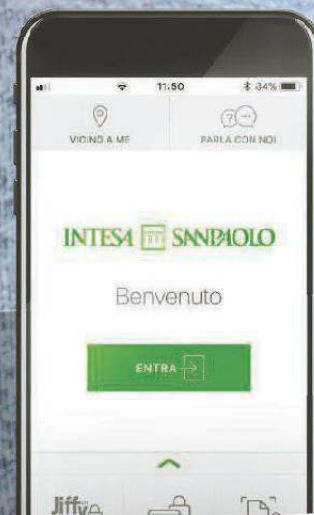 11:50 34%
VICINO A ME PARLA CON NOI
INTESA SANPAOLO
Benvenuto
ENTRA
Jiffy